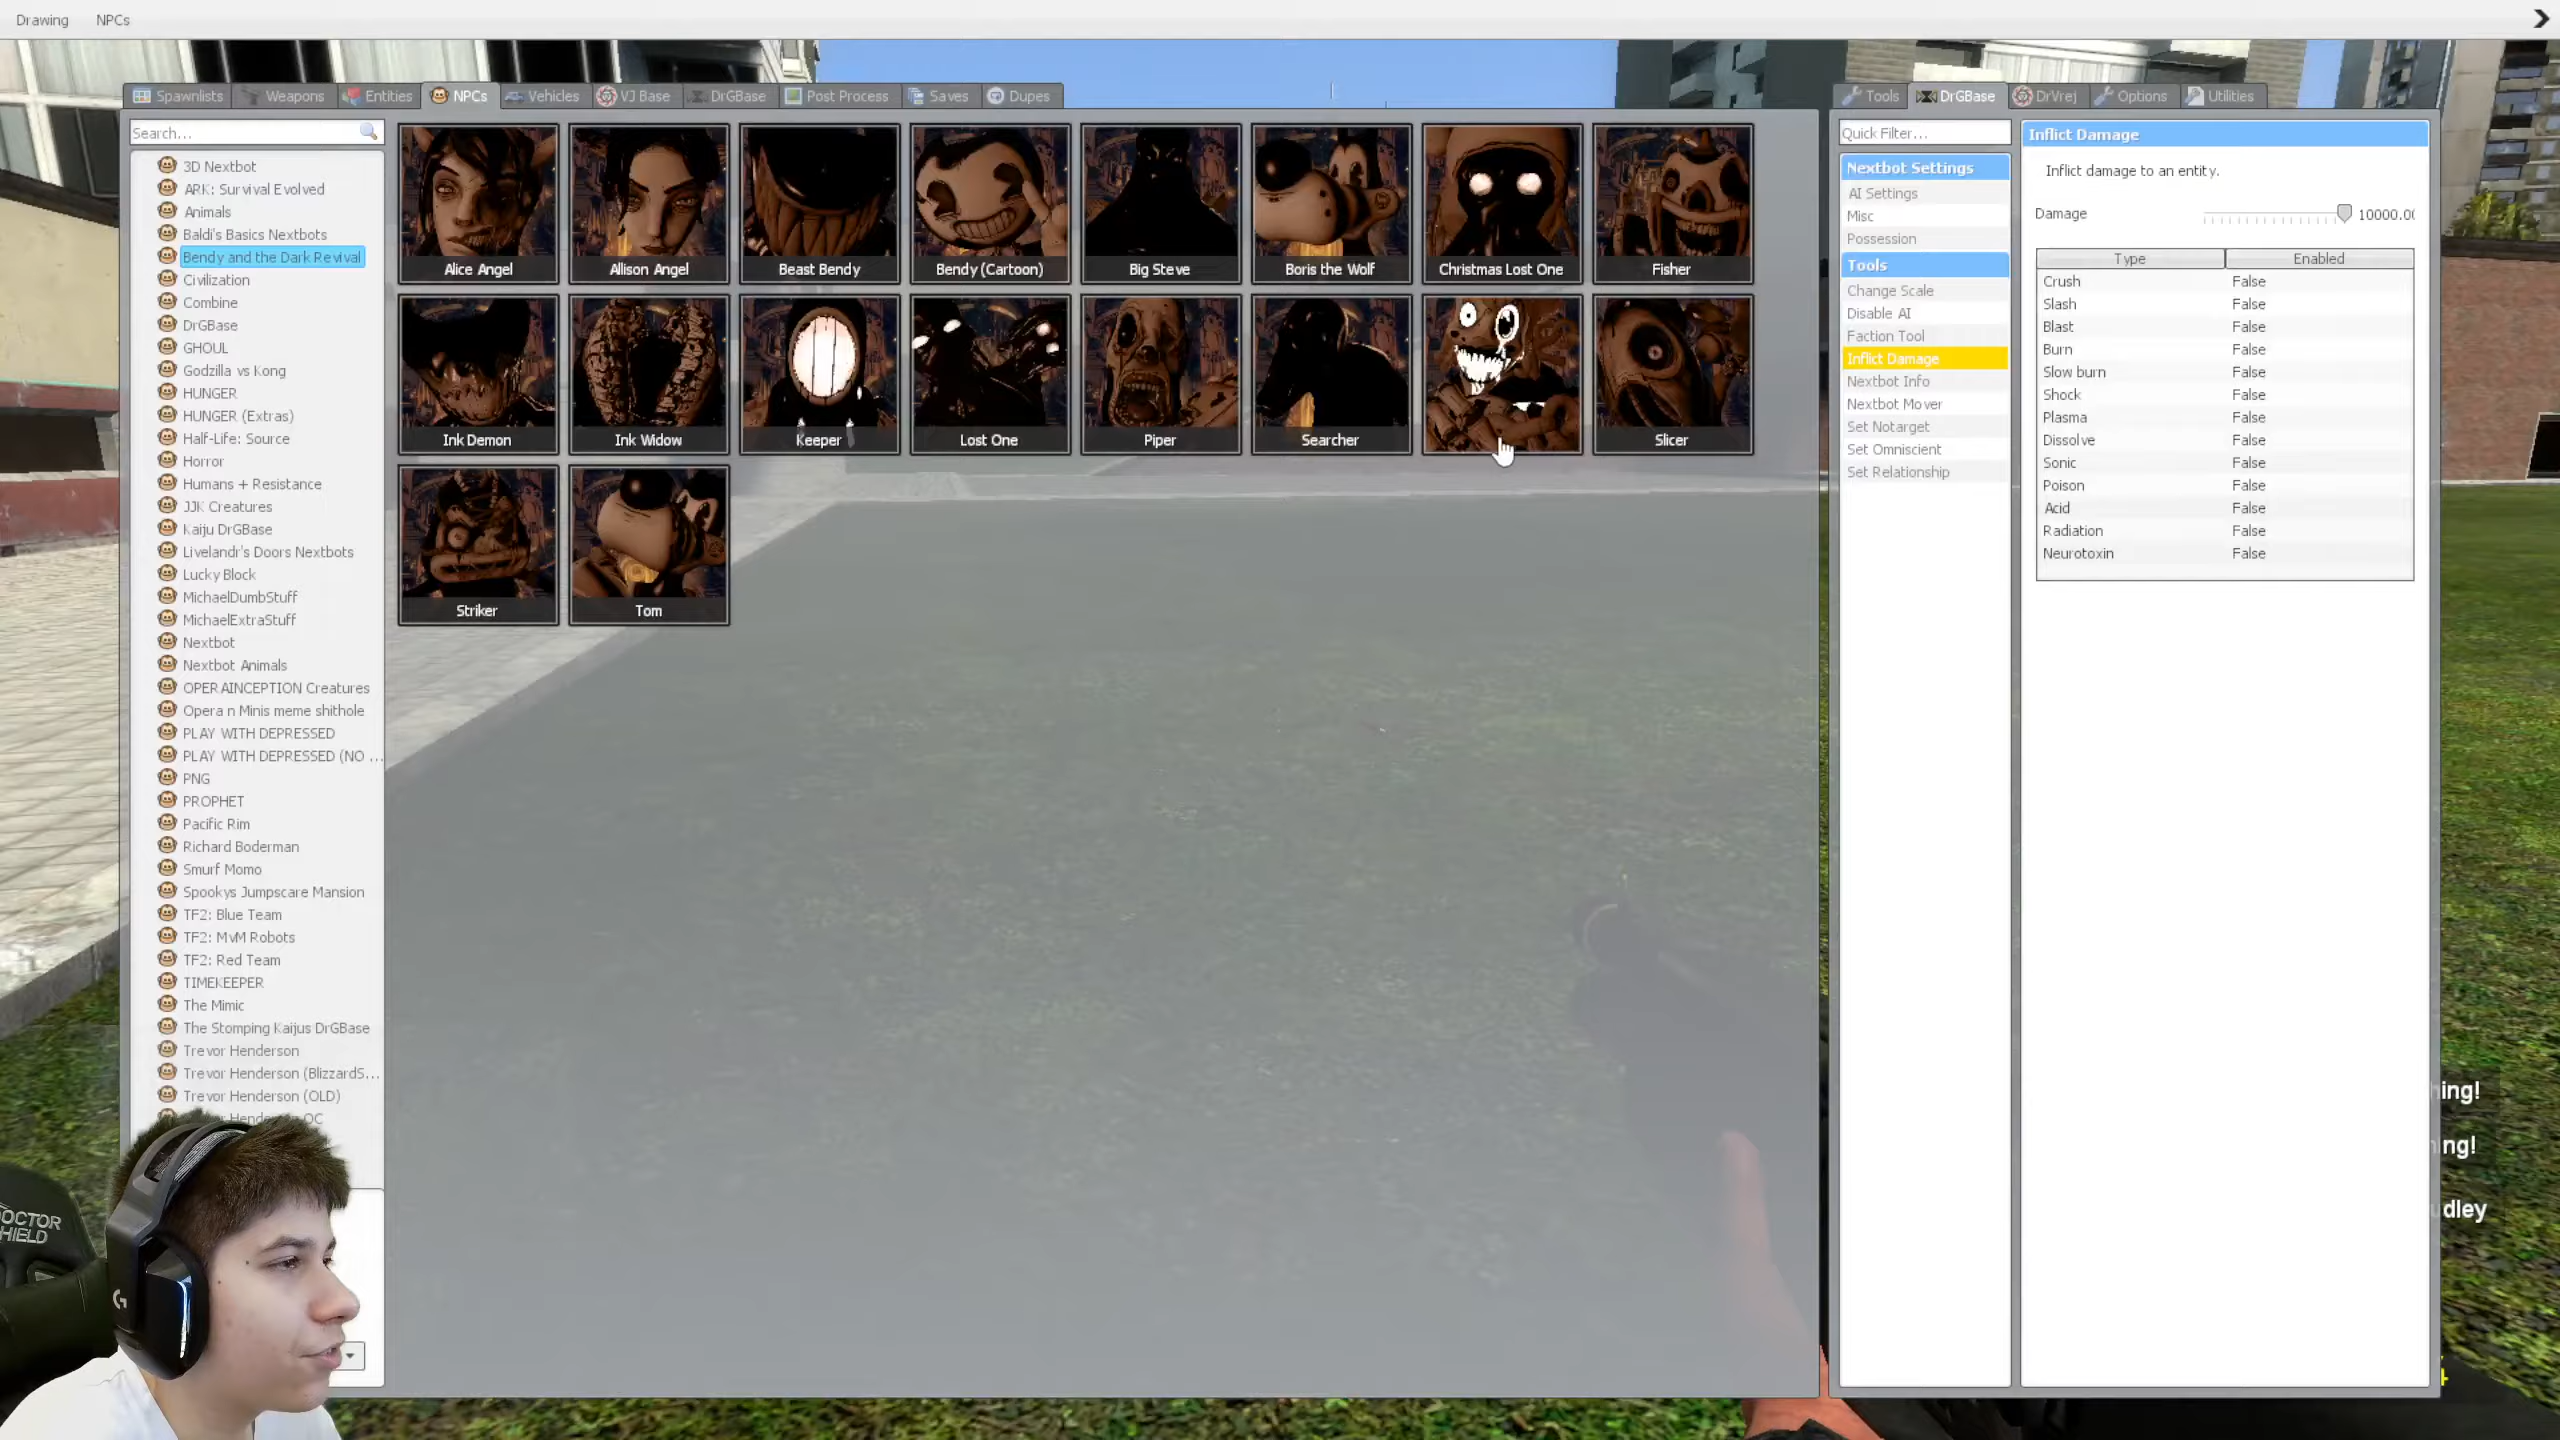 Drawing NPCs
Spawnlists Weapons Entities NPCs Vehicles VJ Base DrGBase Post Process Saves Dupes
Search...
3D Nextbot
ARK: Survival Evolved
Animals
Baldi's Basics Nextbots
Bendy and the Dark Revival
Civilization
Combine
DrGBase
GHOUL
Godzilla vs Kong
HUNGER
HUNGER (Extras)
Half-Life: Source
Horror
Humans + Resistance
JJK Creatures
Kaiju DrGBase
Livelandr's Doors Nextbots
Lucky Block
MichaelDumbStuff
MichaelExtraStuff
Nextbot
Nextbot Animals
OPERAINCEPTION Creatures
Opera n Minis meme shithole
PLAY WITH DEPRESSED
PLAY WITH DEPRESSED (NO ...
PNG
PROPHET
Pacific Rim
Richard Boderman
Smurf Momo
Spookys Jumpscare Mansion
TF2: Blue Team
TF2: MvM Robots
TF2: Red Team
TIMEKEEPER
The Mimic
The Stomping Kaijus DrGBase
Trevor Henderson
Trevor Henderson (BlizzardS...
Trevor Henderson (OLD)
OC
Alice Angel Allison Angel Beast Bendy Bendy (Cartoon) Big Steve Boris the Wolf Christmas Lost One Fisher
Ink Demon Ink Widow Keeper Lost One Piper Searcher Slicer
Striker Tom
Tools DrGBase DrVrej Options Utilities
Quick Filter...
Nextbot Settings
AI Settings
Misc
Possession
Tools
Change Scale
Disable AI
Faction Tool
Inflict Damage
Nextbot Info
Nextbot Mover
Set Notarget
Set Omniscient
Set Relationship
Inflict Damage
Inflict damage to an entity.
Damage 10000.0
Type Enabled
Crush False
Slash False
Blast False
Burn False
Slow burn False
Shock False
Plasma False
Dissolve False
Sonic False
Poison False
Acid False
Radiation False
Neurotoxin False
hing!
ing!
udley
OCTOR
HIELD
G